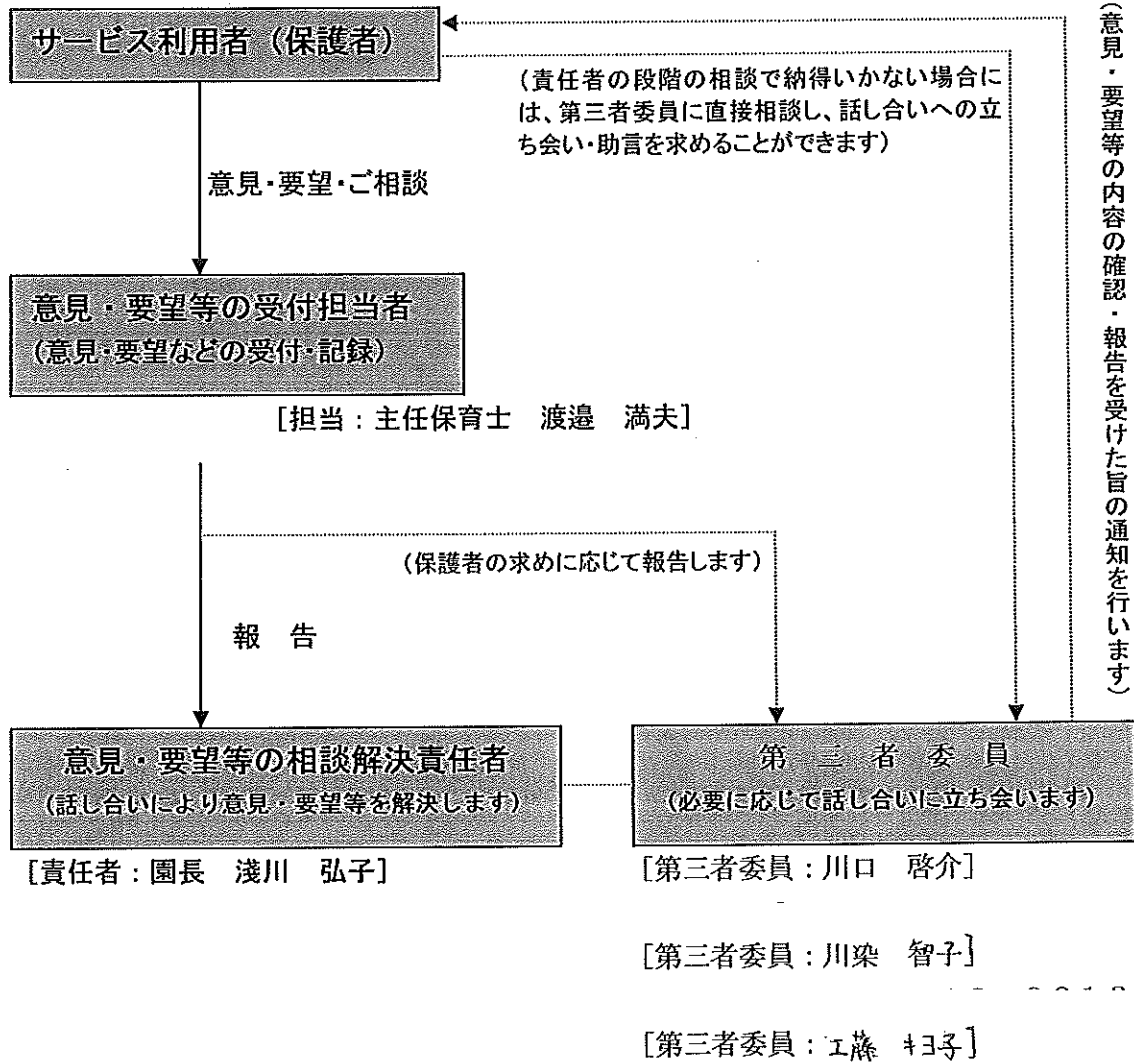 サービス利用者（保護者）
（責任者の段階の相談で納得いかない場合に
は、第三者委員に直接相談し、話し合いへの立
ち会い・助言を求めることができます）
（意見・要望等の内容の確認・報告を受けた旨の通知を行います）
意見・要望・ご相談
意見・要望等の受付担当者
（意見・要望などの受付・記録）
[担当：主任保育士　渡邉　満夫]
（保護者の求めに応じて報告します）
報　告
意見・要望等の相談解決責任者
（話し合いにより意見・要望等を解決します）
[責任者：園長　淺川　弘子]
第　三　者　委　員
（必要に応じて話し合いに立ち会います）
[第三者委員：川口　啓介]
[第三者委員：川染　智子]
[第三者委員：工藤　キヨ子]